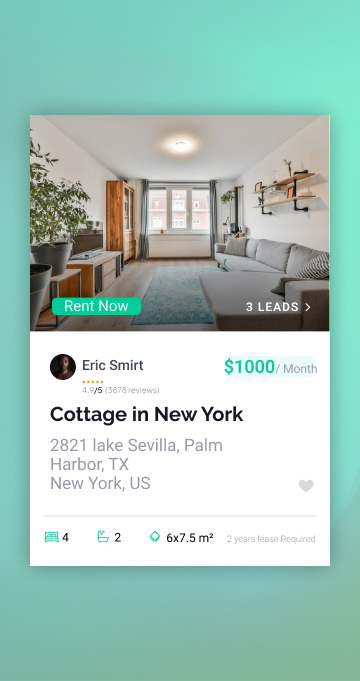 Rent Now
3 LEADS
Eric Smirt
$1000/ Month
4.9/5 (3878 reviews)
Cottage in New York
2821 lake Sevilla, Palm
Harbor, TX
New York, US
4
2
6x7.5 m²
2 years lease Required